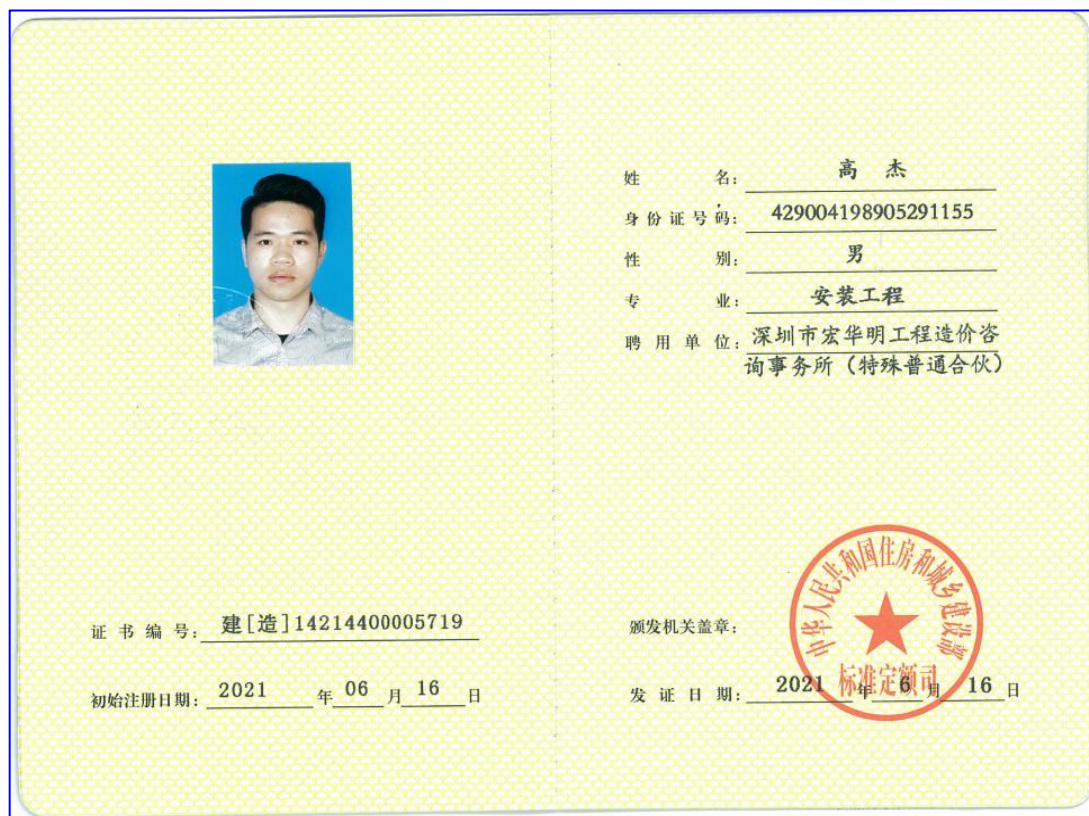 姓名：高 杰
身份证号码：429004198905291155
性别：男
专业：安装工程
聘用单位：深圳市宏华明工程造价咨
询事务所（特殊普通合伙）
证书编号：建[造]14214400005719
初始注册日期：2021 年 06 月 16 日
颁发机关盖章：
中华人民共和国住房和城乡建设部
标准定额司
发证日期：2021 年 6 月 16 日